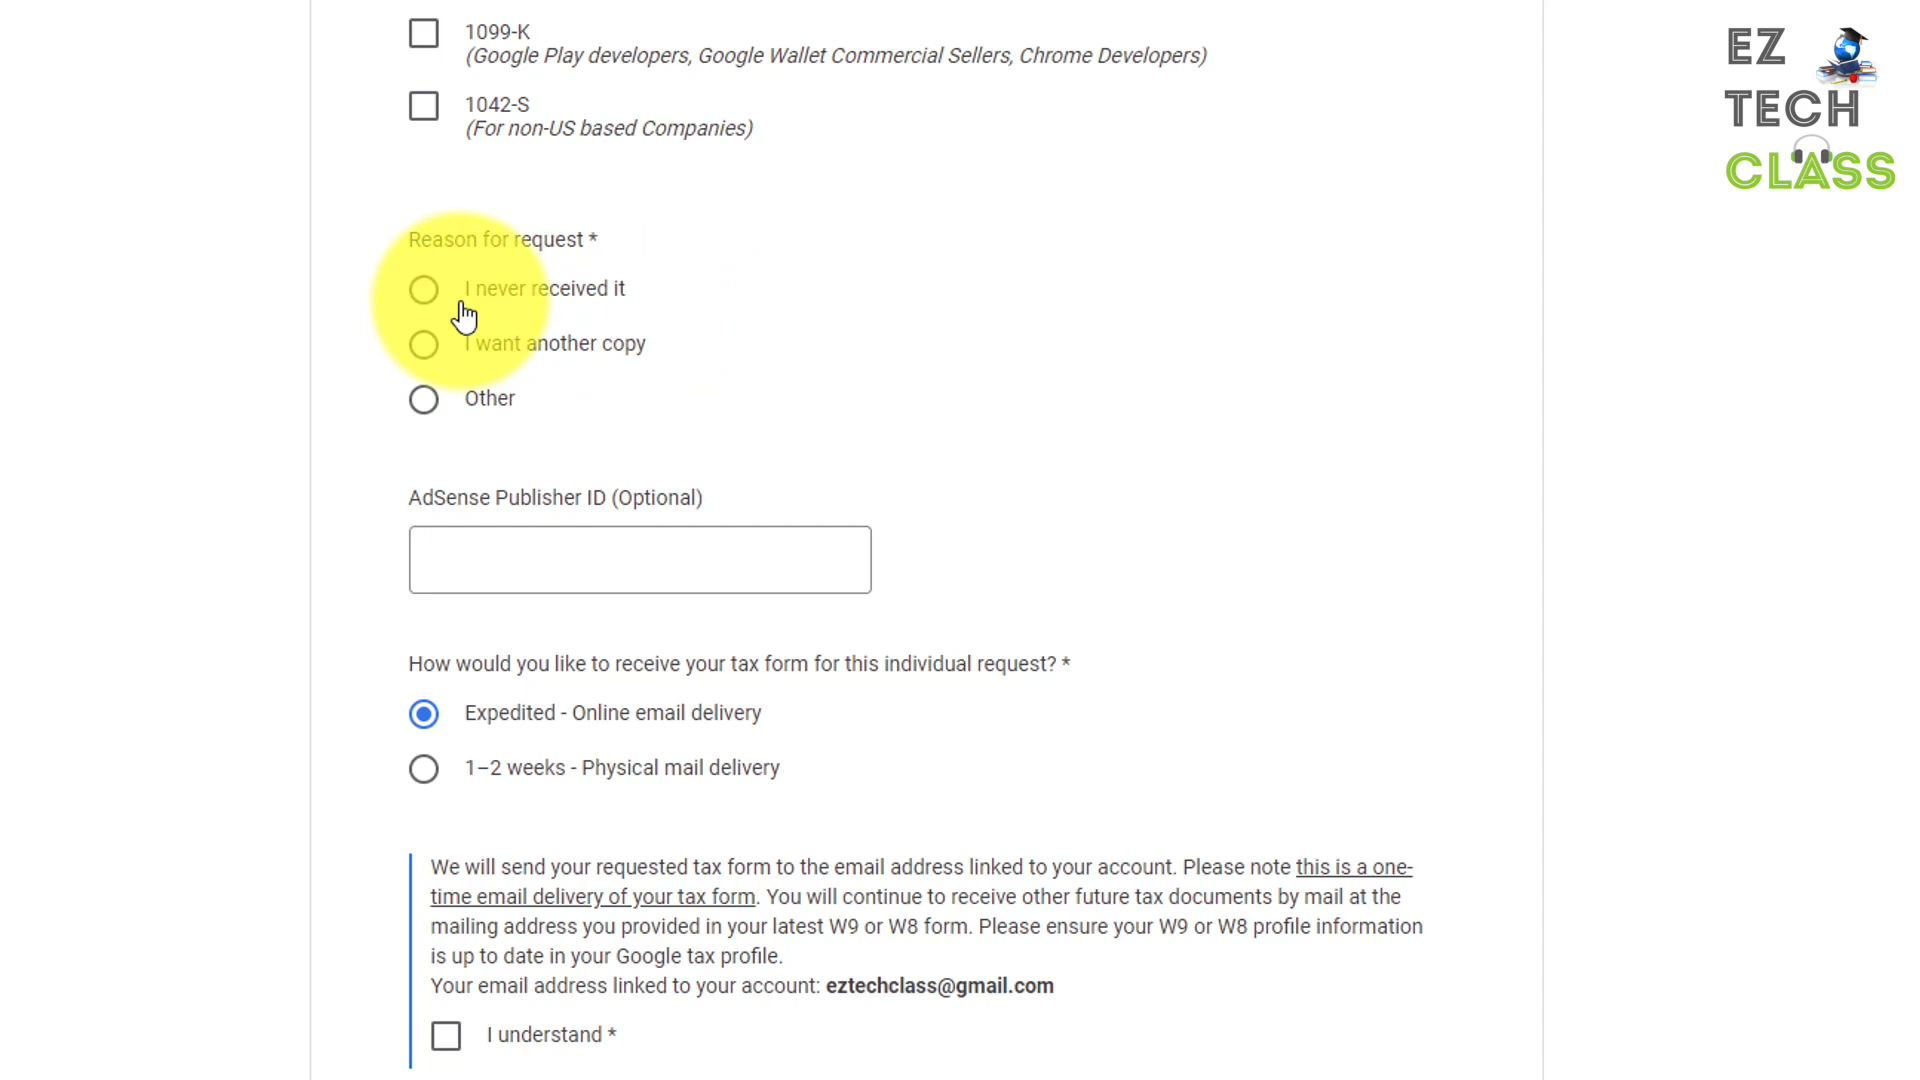 1099-K
(Google Play developers, Google Wallet Commercial Sellers, Chrome Developers)
1042-S
(For non-US based Companies)
Reason for request *
I never received it
I want another copy
Other
AdSense Publisher ID (Optional)
How would you like to receive your tax form for this individual request? *
Expedited - Online email delivery
1–2 weeks - Physical mail delivery
We will send your requested tax form to the email address linked to your account. Please note this is a one-
time email delivery of your tax form. You will continue to receive other future tax documents by mail at the
mailing address you provided in your latest W9 or W8 form. Please ensure your W9 or W8 profile information
is up to date in your Google tax profile.
Your email address linked to your account: eztechclass@gmail.com
I understand *
EZ
TECH
CLASS